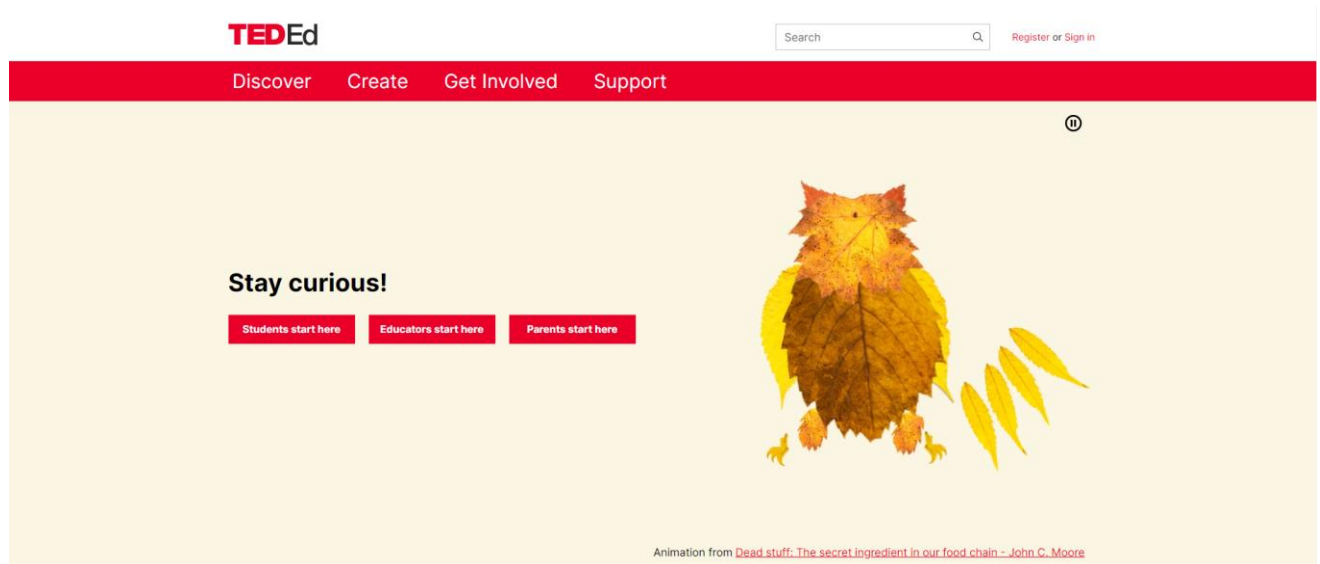 TEDEd
Search
Register or Sign in
Discover Create Get Involved Support
Stay curious!
Students start here Educators start here Parents start here
Animation from Dead stuff: The secret ingredient in our food chain - John C. Moore